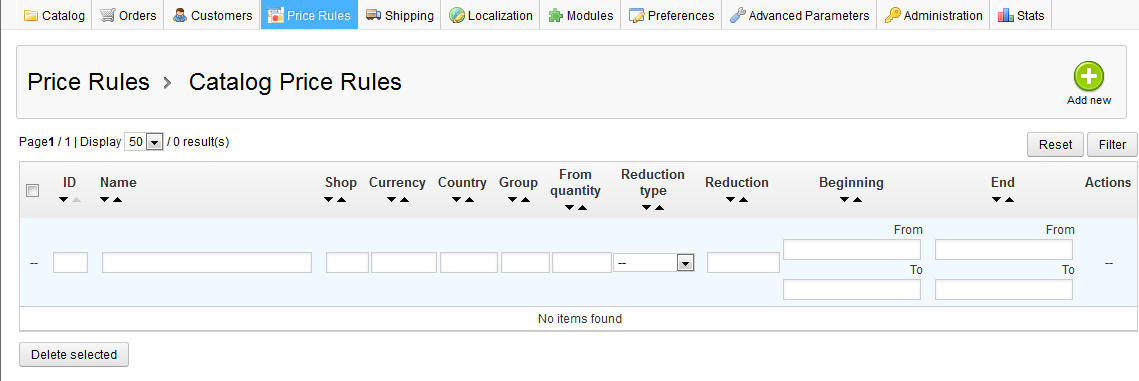 Catalog Orders Customers Price Rules Shipping Localization Modules Preferences Advanced Parameters Administration Stats
Price Rules > Catalog Price Rules
Add new
Page1 / 1 | Display 50 / 0 result(s)
Reset Filter
ID Name Shop Currency Country Group From quantity Reduction type Reduction Beginning End Actions
From From
-- -- --
To To
No items found
Delete selected